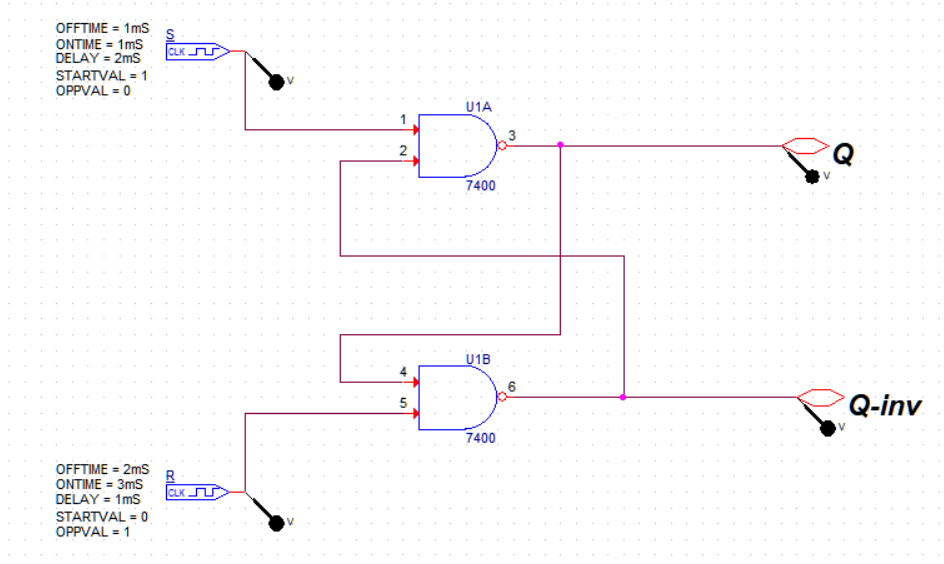 OFFTIME = 1mS
ONTIME = 1mS
DELAY = 2mS
STARTVAL = 1
OPPVAL = 0
S
CLK
V
U1A
1
2
3
7400
Q
V
U1B
4
5
6
7400
Q-inv
V
OFFTIME = 2mS
ONTIME = 3mS
DELAY = 1mS
STARTVAL = 0
OPPVAL = 1
R
CLK
V